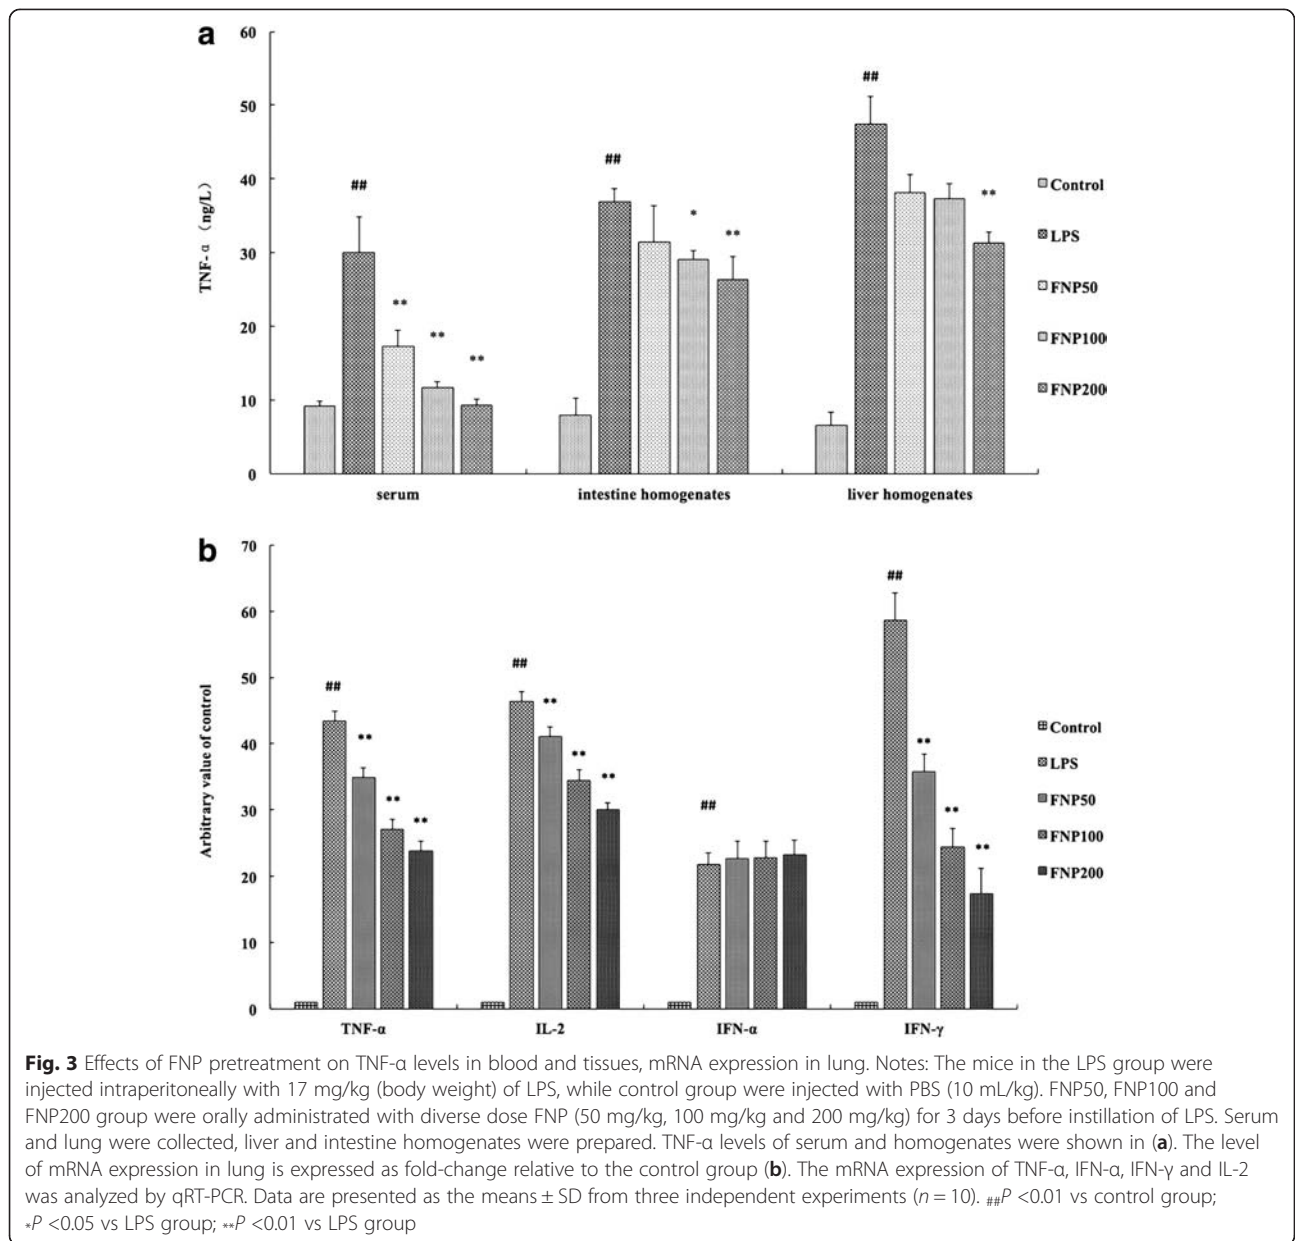 a
60
50
40
30
20
10
0
TNF-α (ng/L)
##
**
**
**
##
*
**
##
**
serum
intestine homogenates
liver homogenates
Control
LPS
FNP50
FNP100
FNP200
b
70
60
50
40
30
20
10
0
Arbitrary value of control
##
**
**
**
##
**
**
**
##
##
**
**
**
TNF-α
IL-2
IFN-α
IFN-γ
Control
LPS
FNP50
FNP100
FNP200
Fig. 3 Effects of FNP pretreatment on TNF-α levels in blood and tissues, mRNA expression in lung. Notes: The mice in the LPS group were
injected intraperitoneally with 17 mg/kg (body weight) of LPS, while control group were injected with PBS (10 mL/kg). FNP50, FNP100 and
FNP200 group were orally administrated with diverse dose FNP (50 mg/kg, 100 mg/kg and 200 mg/kg) for 3 days before instillation of LPS. Serum
and lung were collected, liver and intestine homogenates were prepared. TNF-α levels of serum and homogenates were shown in (a). The level
of mRNA expression in lung is expressed as fold-change relative to the control group (b). The mRNA expression of TNF-α, IFN-α, IFN-γ and IL-2
was analyzed by qRT-PCR. Data are presented as the means ± SD from three independent experiments (n = 10). ##P <0.01 vs control group;
*P <0.05 vs LPS group; **P <0.01 vs LPS group